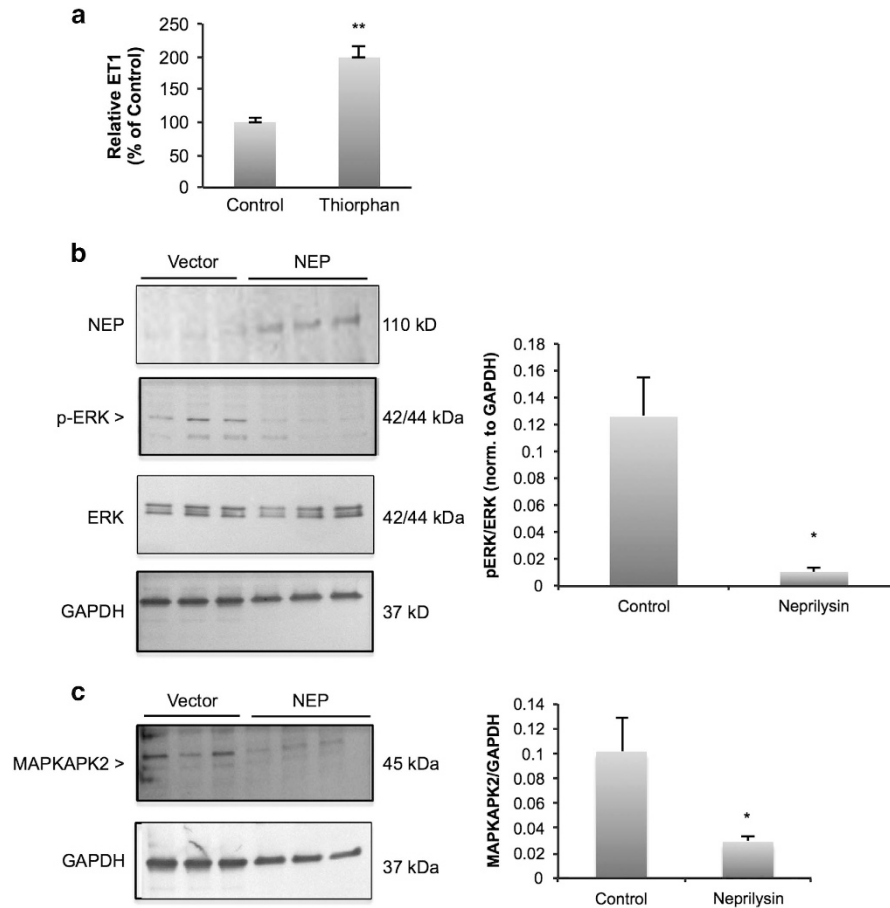 a
Relative ET1
(% of Control)
250
200
150
100
50
0
**
Control Thiorphan
b
Vector NEP
NEP 110 kD
p-ERK > 42/44 kDa
ERK 42/44 kDa
GAPDH 37 kD
pERK/ERK (norm. to GAPDH)
0.18
0.16
0.14
0.12
0.1
0.08
0.06
0.04
0.02
0
*
Control Neprilysin
c
Vector NEP
MAPKAPK2 > 45 kDa
GAPDH 37 kDa
MAPKAPK2/GAPDH
0.14
0.12
0.1
0.08
0.06
0.04
0.02
0
*
Control Neprilysin